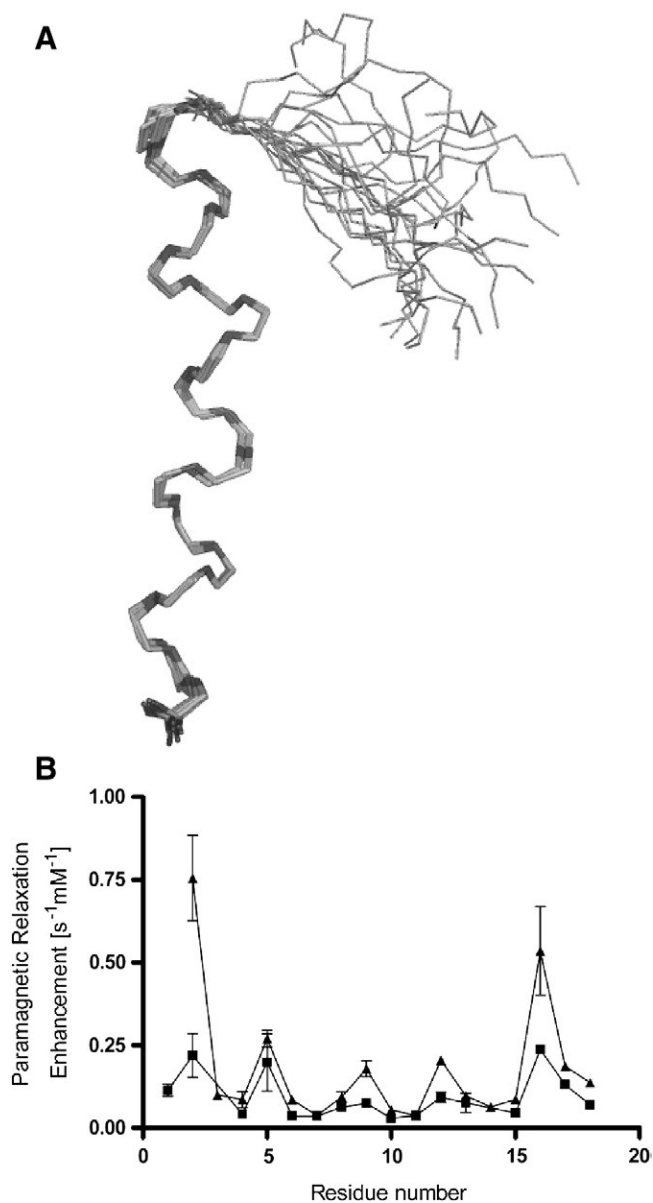 A
B
Paramagnetic Relaxation
Enhancement [s⁻¹mM⁻¹]
1.00
0.75
0.50
0.25
0.00
0 5 10 15 20
Residue number